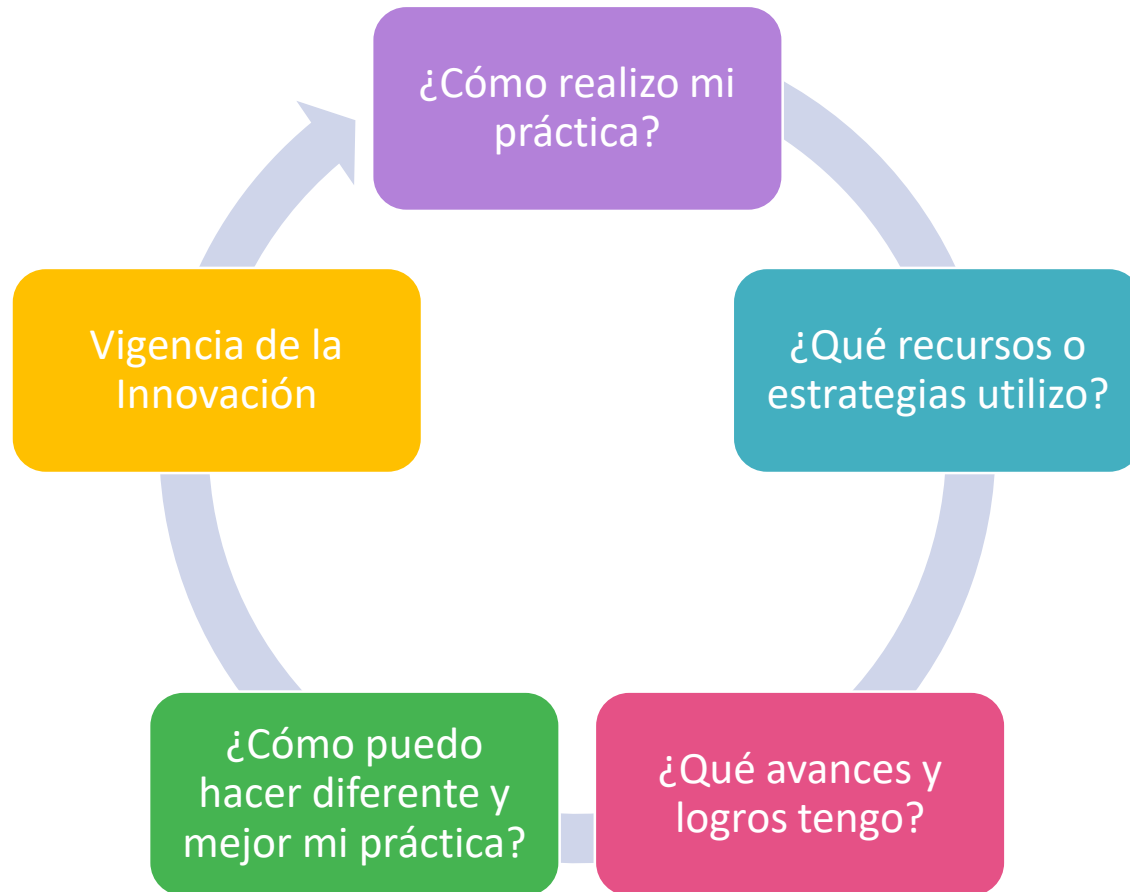 ¿Cómo realizo mi
práctica?
¿Qué recursos o
estrategias utilizo?
¿Qué avances y
logros tengo?
¿Cómo puedo
hacer diferente y
mejor mi práctica?
Vigencia de la
Innovación